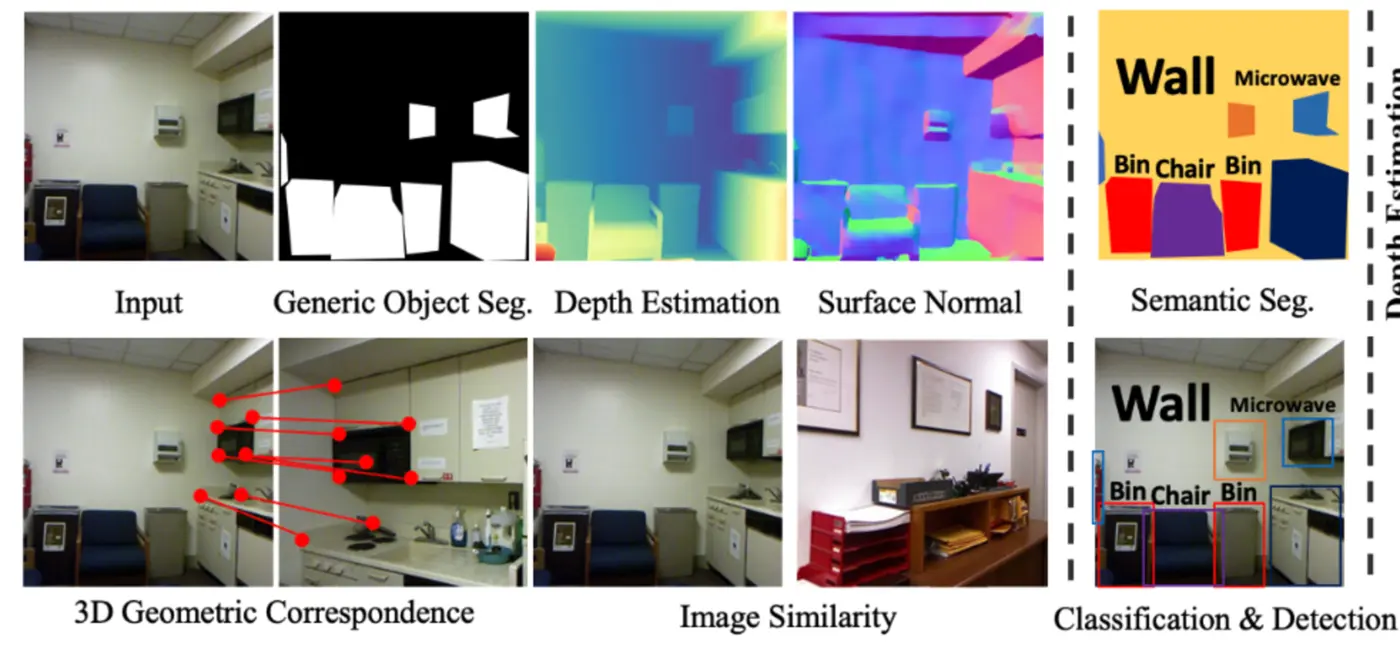 Wall
Microwave
Bin Chair Bin
Input
Generic Object Seg.
Depth Estimation
Surface Normal
Semantic Seg.
Depth Estimation
Wall
Microwave
Bin Chair Bin
3D Geometric Correspondence
Image Similarity
Classification & Detection